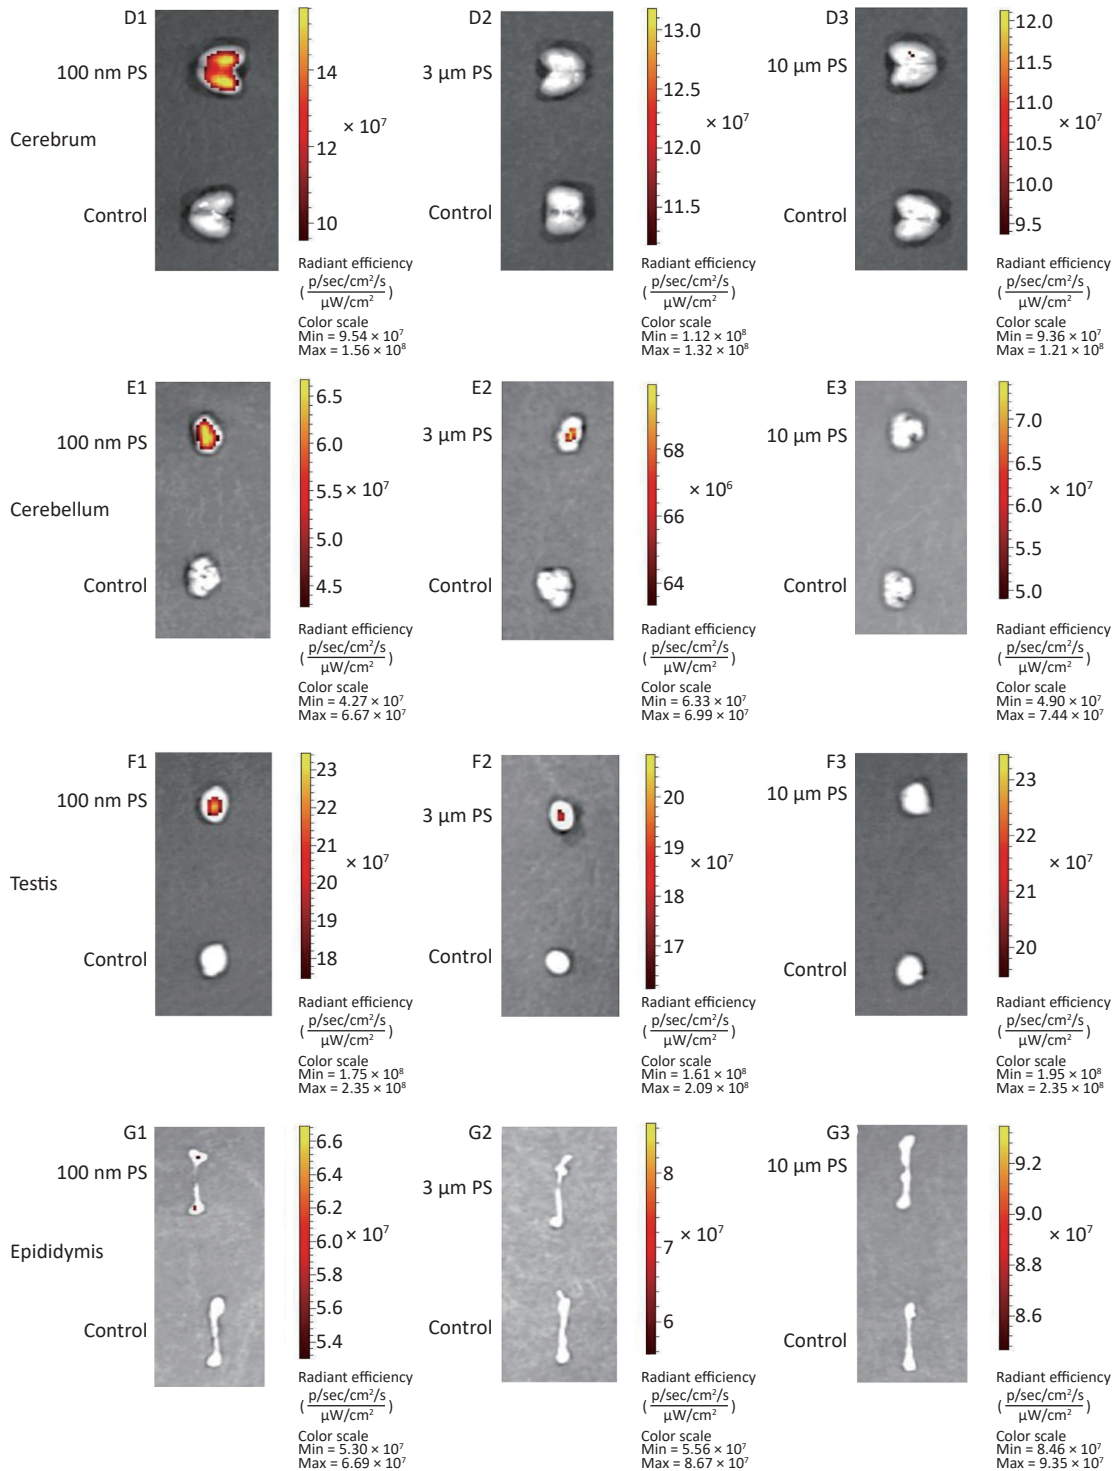 D1
100 nm PS
Cerebrum
Control
14
12
10
× 10⁷
Radiant efficiency
( p/sec/cm²/s / µW/cm² )
Color scale
Min = 9.54 × 10⁷
Max = 1.56 × 10⁸
D2
3 µm PS
Control
13.0
12.5
12.0
11.5
× 10⁷
Radiant efficiency
( p/sec/cm²/s / µW/cm² )
Color scale
Min = 1.12 × 10⁸
Max = 1.32 × 10⁸
D3
10 µm PS
Control
12.0
11.5
11.0
10.5
10.0
9.5
× 10⁷
Radiant efficiency
( p/sec/cm²/s / µW/cm² )
Color scale
Min = 9.36 × 10⁷
Max = 1.21 × 10⁸
E1
100 nm PS
Cerebellum
Control
6.5
6.0
5.5
5.0
4.5
× 10⁷
Radiant efficiency
( p/sec/cm²/s / µW/cm² )
Color scale
Min = 4.27 × 10⁷
Max = 6.67 × 10⁷
E2
3 µm PS
Control
68
66
64
× 10⁶
Radiant efficiency
( p/sec/cm²/s / µW/cm² )
Color scale
Min = 6.33 × 10⁷
Max = 6.99 × 10⁷
E3
10 µm PS
Control
7.0
6.5
6.0
5.5
5.0
× 10⁷
Radiant efficiency
( p/sec/cm²/s / µW/cm² )
Color scale
Min = 4.90 × 10⁷
Max = 7.44 × 10⁷
F1
100 nm PS
Testis
Control
23
22
21
20
19
18
× 10⁷
Radiant efficiency
( p/sec/cm²/s / µW/cm² )
Color scale
Min = 1.75 × 10⁸
Max = 2.35 × 10⁸
F2
3 µm PS
Control
20
19
18
17
× 10⁷
Radiant efficiency
( p/sec/cm²/s / µW/cm² )
Color scale
Min = 1.61 × 10⁸
Max = 2.09 × 10⁸
F3
10 µm PS
Control
23
22
21
20
× 10⁷
Radiant efficiency
( p/sec/cm²/s / µW/cm² )
Color scale
Min = 1.95 × 10⁸
Max = 2.35 × 10⁸
G1
100 nm PS
Epididymis
Control
6.6
6.4
6.2
6.0
5.8
5.6
5.4
× 10⁷
Radiant efficiency
( p/sec/cm²/s / µW/cm² )
Color scale
Min = 5.30 × 10⁷
Max = 6.69 × 10⁷
G2
3 µm PS
Control
8
7
6
× 10⁷
Radiant efficiency
( p/sec/cm²/s / µW/cm² )
Color scale
Min = 5.56 × 10⁷
Max = 8.67 × 10⁷
G3
10 µm PS
Control
9.2
9.0
8.8
8.6
× 10⁷
Radiant efficiency
( p/sec/cm²/s / µW/cm² )
Color scale
Min = 8.46 × 10⁷
Max = 9.35 × 10⁷